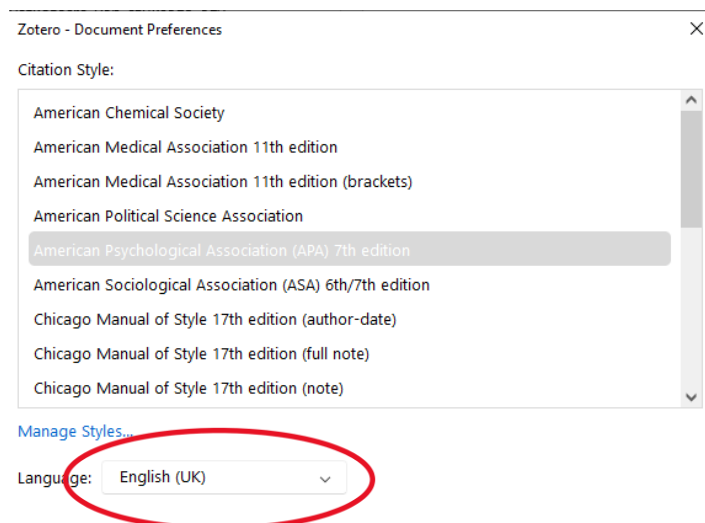 Zotero - Document Preferences
Citation Style:
American Chemical Society
American Medical Association 11th edition
American Medical Association 11th edition (brackets)
American Political Science Association
American Psychological Association (APA) 7th edition
American Sociological Association (ASA) 6th/7th edition
Chicago Manual of Style 17th edition (author-date)
Chicago Manual of Style 17th edition (full note)
Chicago Manual of Style 17th edition (note)
Manage Styles...
Language: English (UK)